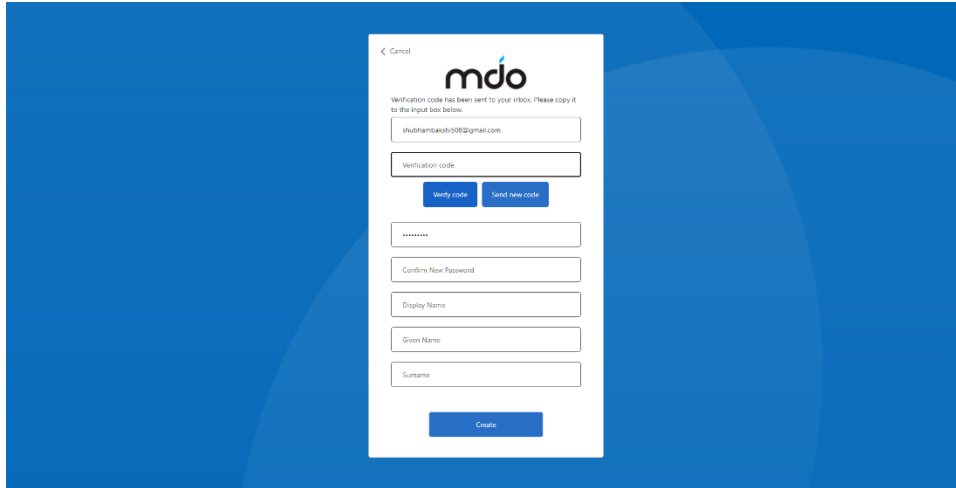 Cancel
mdo
Verification code has been sent to your inbox. Please copy it
to the input box below.
shubhambakshi508@gmail.com
Verification code
Verify code Send new code
•••••••••
Confirm New Password
Display Name
Given Name
Surname
Create